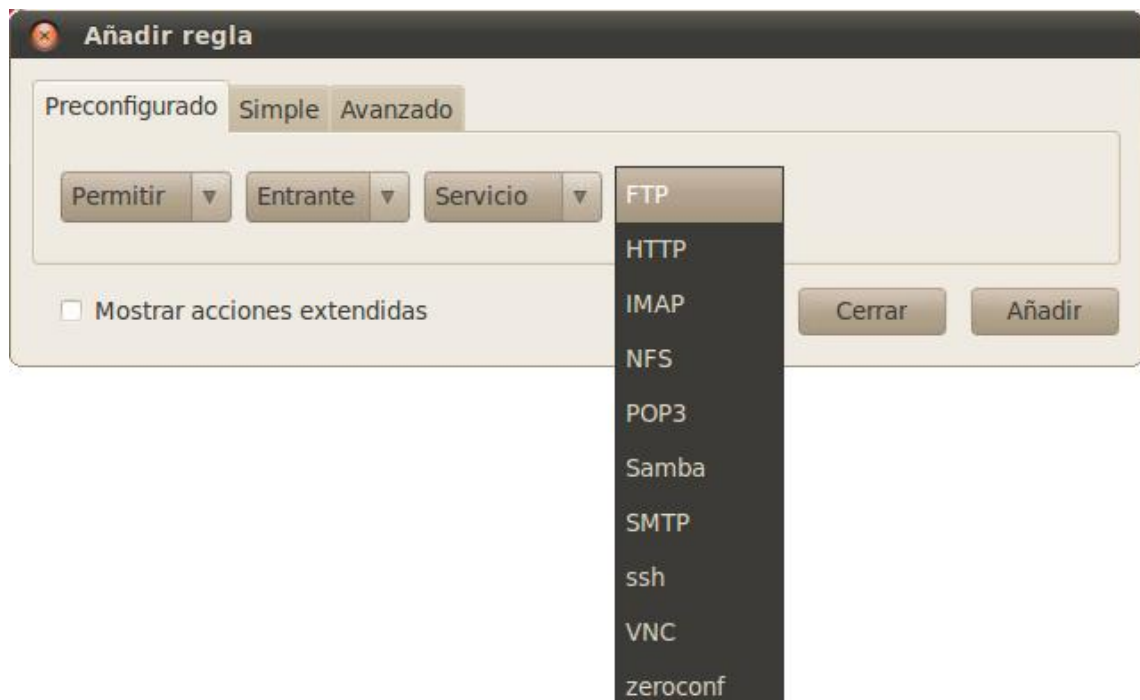 Añadir regla
Preconfigurado Simple Avanzado
Permitir Entrante Servicio FTP
HTTP
Mostrar acciones extendidas IMAP Cerrar Añadir
NFS
POP3
Samba
SMTP
ssh
VNC
zeroconf